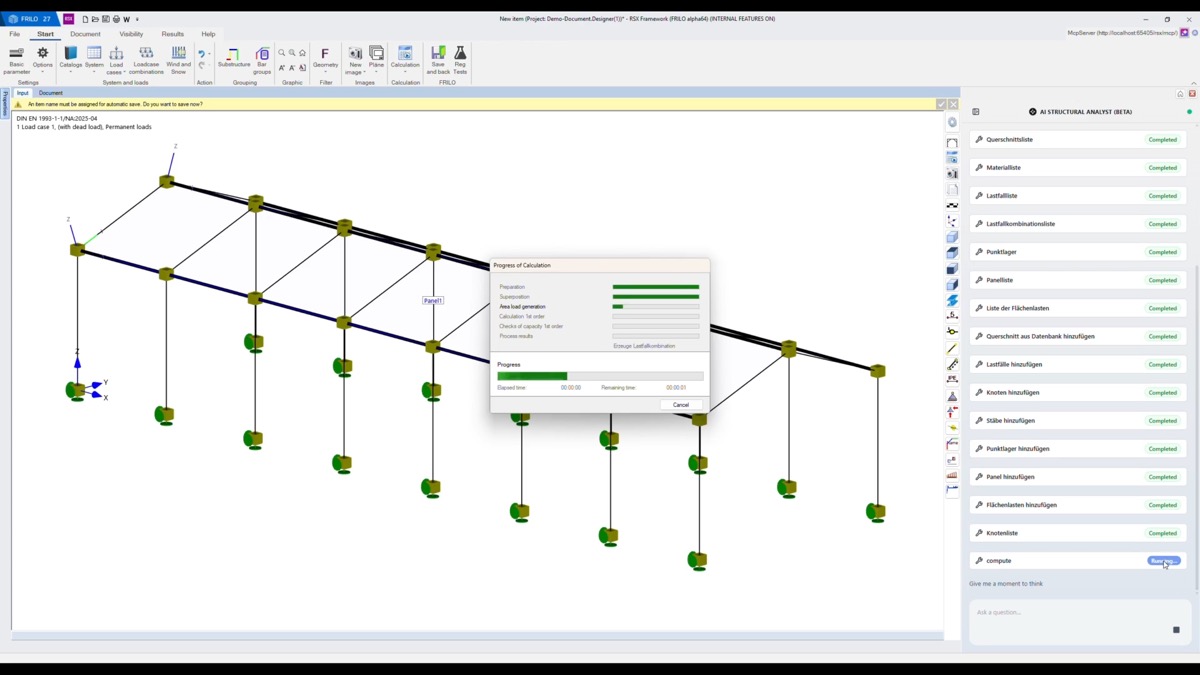 FRILO 27
RSX
W
New item (Project: Demo-Document.Designer(1))* - RSX Framework (FRILO alpha64) (INTERNAL FEATURES ON)
File Start Document Visibility Results Help
McpServer (http://localhost:65405/rsx/mcp/)
Basic parameter
Options
Catalogs
System
Load cases
Loadcase combinations
Wind and Snow
Substructure
Bar groups
Geometry
New image
Plane
Calculation
Save and back
Reg Tests
Settings System and loads Action Grouping Graphic Filter Images Calculation FRILO
Input Document
Properties
An item name must be assigned for automatic save. Do you want to save now?
DIN EN 1993-1-1/NA:2025-04
1 Load case 1, (with dead load), Permanent loads
Z
Z
Z
Y
X
Panel1
Progress of Calculation
Preparation
Superposition
Area load generation
Calculation 1st order
Checks of capacity 1st order
Process results
Erzeuge Lastfallkombination
Progress
Elapsed time: 00:00:00 Remaining time: 00:00:01
Cancel
AI STRUCTURAL ANALYST (BETA)
Querschnittsliste Completed
Materialliste Completed
Lastfallliste Completed
Lastfallkombinationsliste Completed
Punktlager Completed
Panelliste Completed
Liste der Flächenlasten Completed
Querschnitt aus Datenbank hinzufügen Completed
Lastfälle hinzufügen Completed
Knoten hinzufügen Completed
Stäbe hinzufügen Completed
Punktlager hinzufügen Completed
Panel hinzufügen Completed
Flächenlasten hinzufügen Completed
Knotenliste Completed
compute
Give me a moment to think
Ask a question...